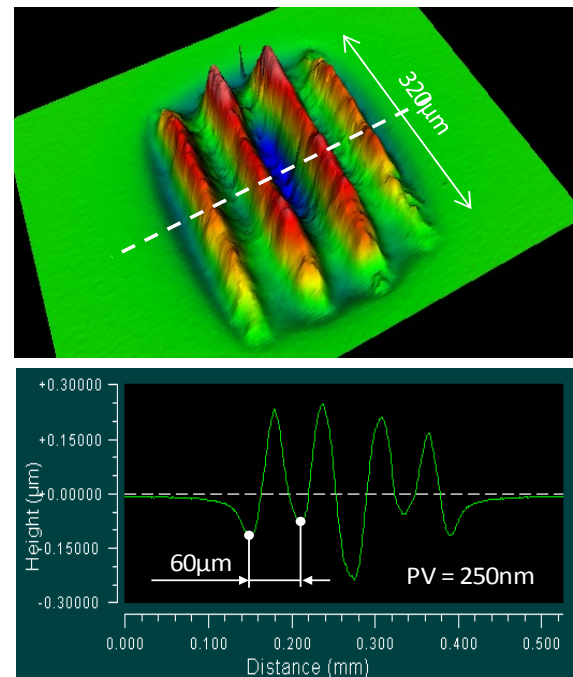 320µm
+0.30000
+0.15000
+0.00000
-0.15000
-0.30000
Height (µm)
60µm
PV = 250nm
0.000
0.100
0.200
0.300
0.400
0.500
Distance (mm)